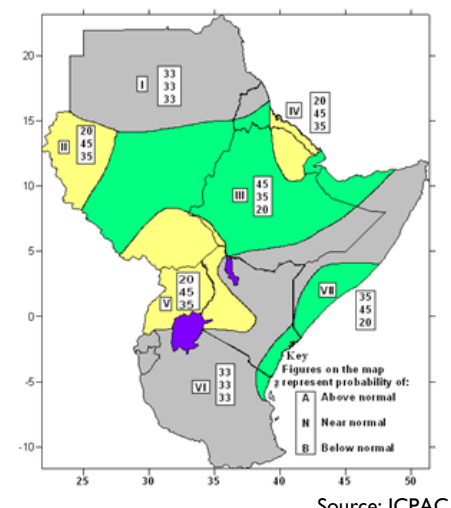 20
15
10
5
0
-5
-10
25
30
35
40
45
50
I
33
33
33
II
20
45
35
IV
20
45
35
III
45
35
20
V
20
45
35
VII
35
45
20
VI
33
33
33
Key
Figures on the map
represent probability of:
A Above normal
N Near normal
B Below normal
Source: ICPAC